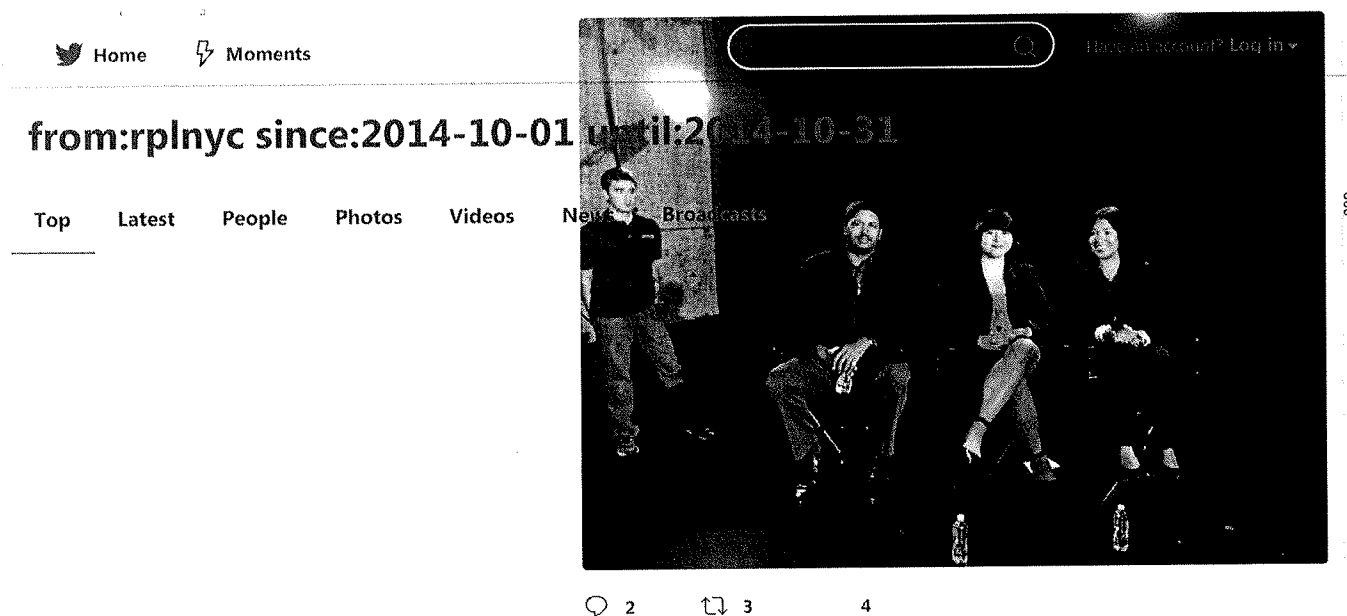 Home Moments
Have an account? Log in
from:rplnyc since:2014-10-01 until:2014-10-31
Top Latest People Photos Videos News Broadcasts
2 3 4